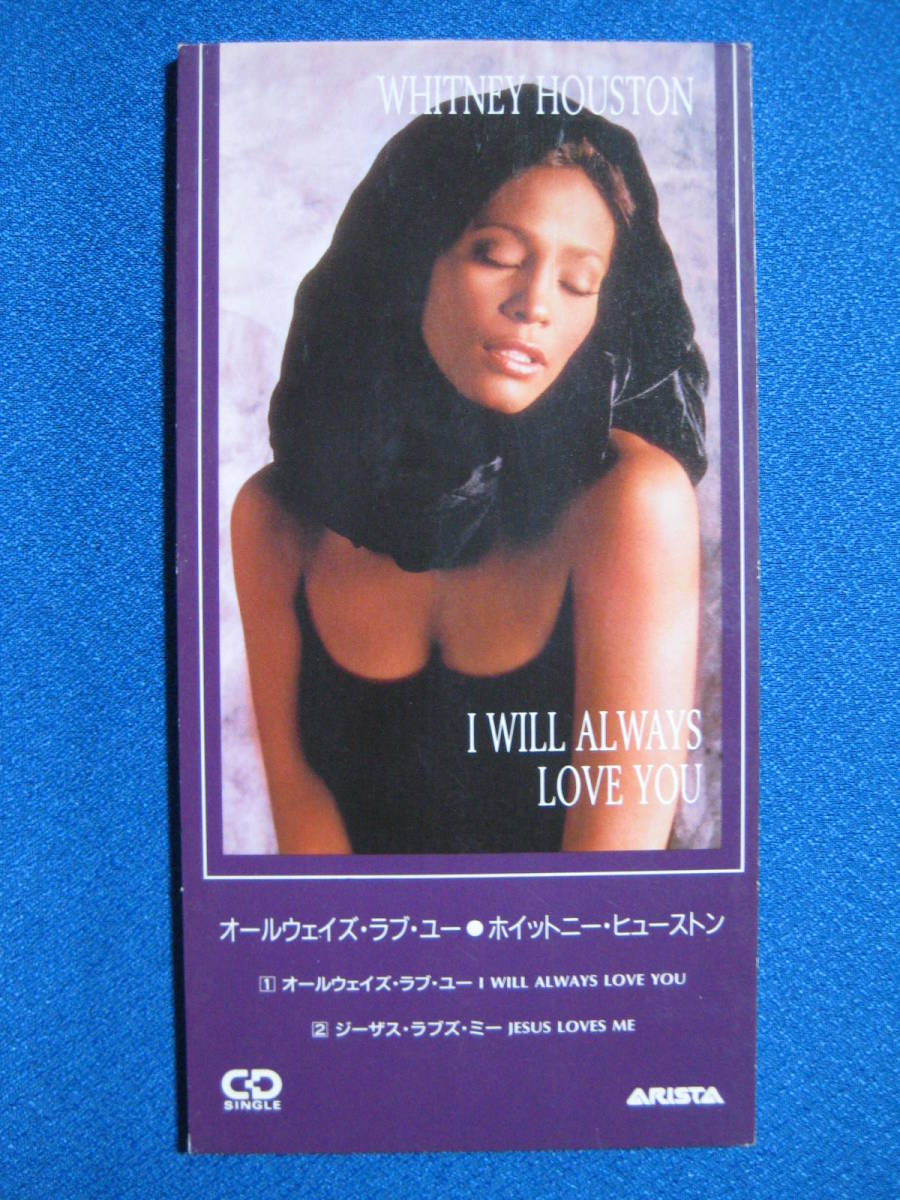 WHITNEY HOUSTON
I WILL ALWAYS
LOVE YOU
オールウェイズ・ラブ・ユー●ホイットニー・ヒューストン
1 オールウェイズ・ラブ・ユー I WILL ALWAYS LOVE YOU
2 ジーザス・ラブズ・ミー JESUS LOVES ME
CD
SINGLE
ARISTA